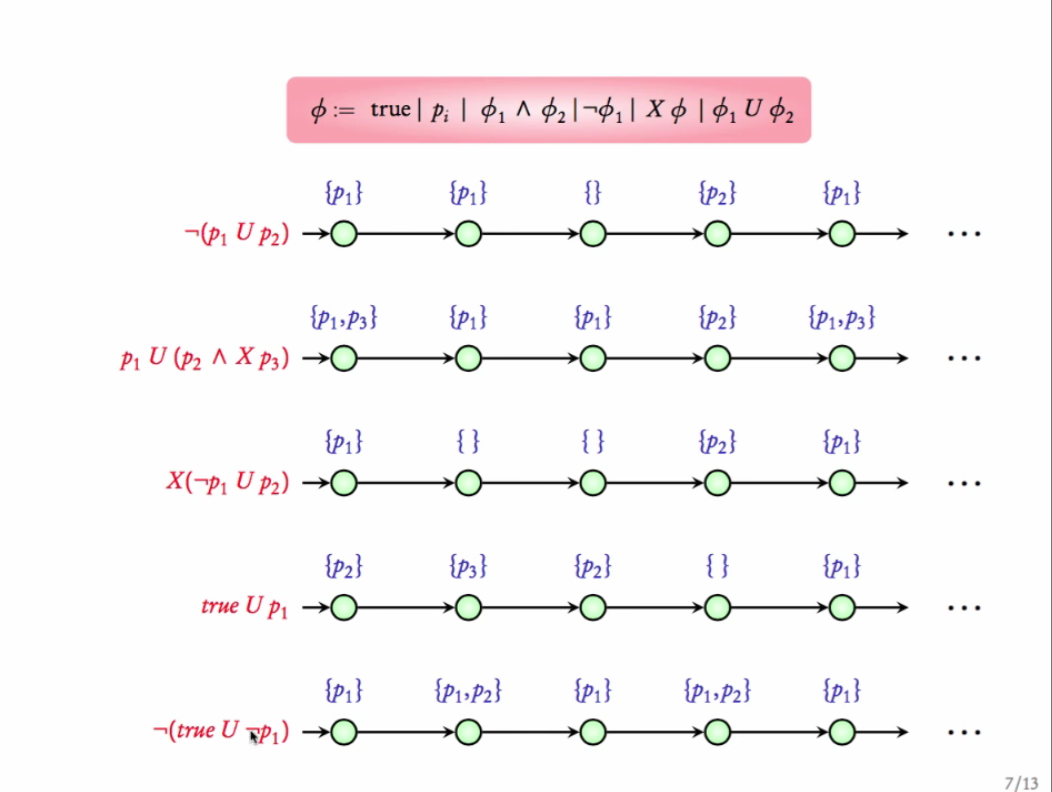 ϕ := true | pᵢ | ϕ₁ ∧ ϕ₂ | ¬ϕ₁ | X ϕ | ϕ₁ U ϕ₂
{p₁} {p₁} {} {p₂} {p₁}
¬(p₁ U p₂) ...
{p₁,p₃} {p₁} {p₁} {p₂} {p₁,p₃}
p₁ U (p₂ ∧ X p₃) ...
{p₁} { } { } {p₂} {p₁}
X(¬p₁ U p₂) ...
{p₂} {p₃} {p₂} { } {p₁}
true U p₁ ...
{p₁} {p₁,p₂} {p₁} {p₁,p₂} {p₁}
¬(true U ¬p₁) ...
7/13